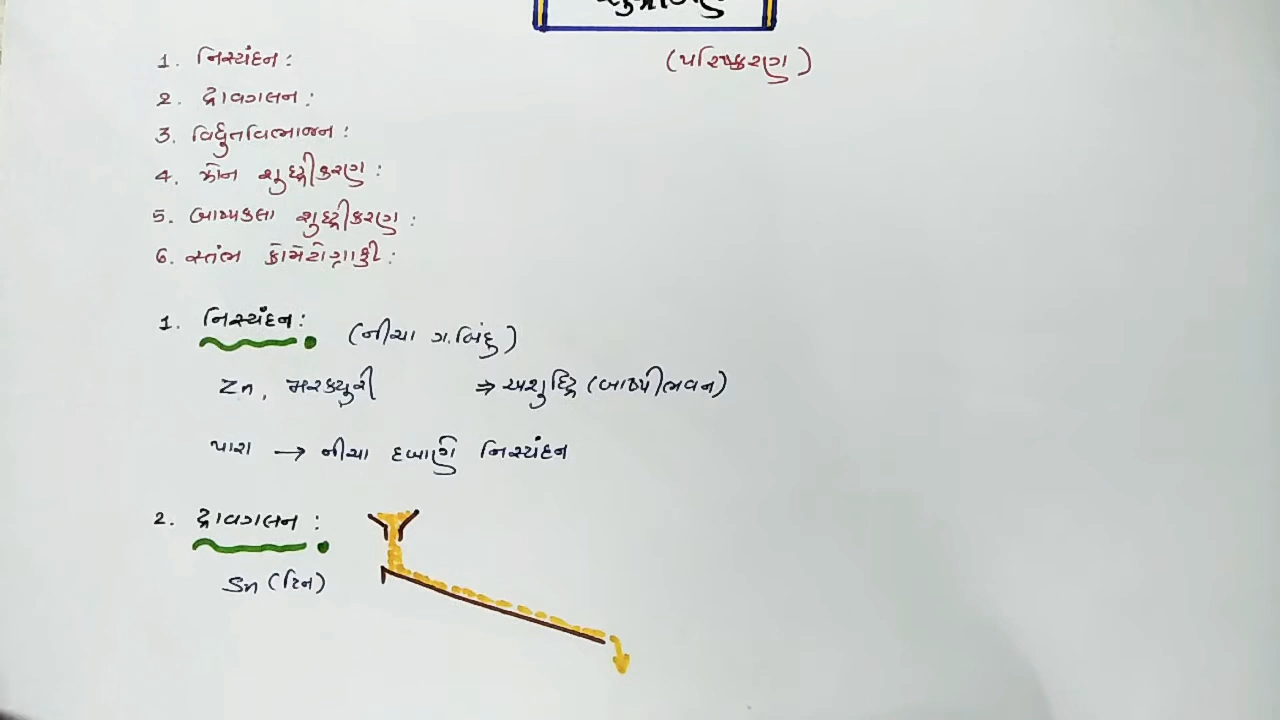 (પરિષ્કરણ)
1. નિસ્યંદન :
2. દ્રાવગલન :
3. વિદ્યુતવિભાજન :
4. ઝોન શુદ્ધીકરણ :
5. બાષ્પકલા શુદ્ધીકરણ :
6. સ્તંભ ક્રોમેટોગ્રાફી :
1. નિસ્યંદન : (નીચા ગ.બિંદુ)
Zn, મરક્યુરી ⇒ અશુદ્ધિ (બાષ્પીભવન)
પારા → નીચા દબાણે નિસ્યંદન
2. દ્રાવગલન :
Sn (ટિન)